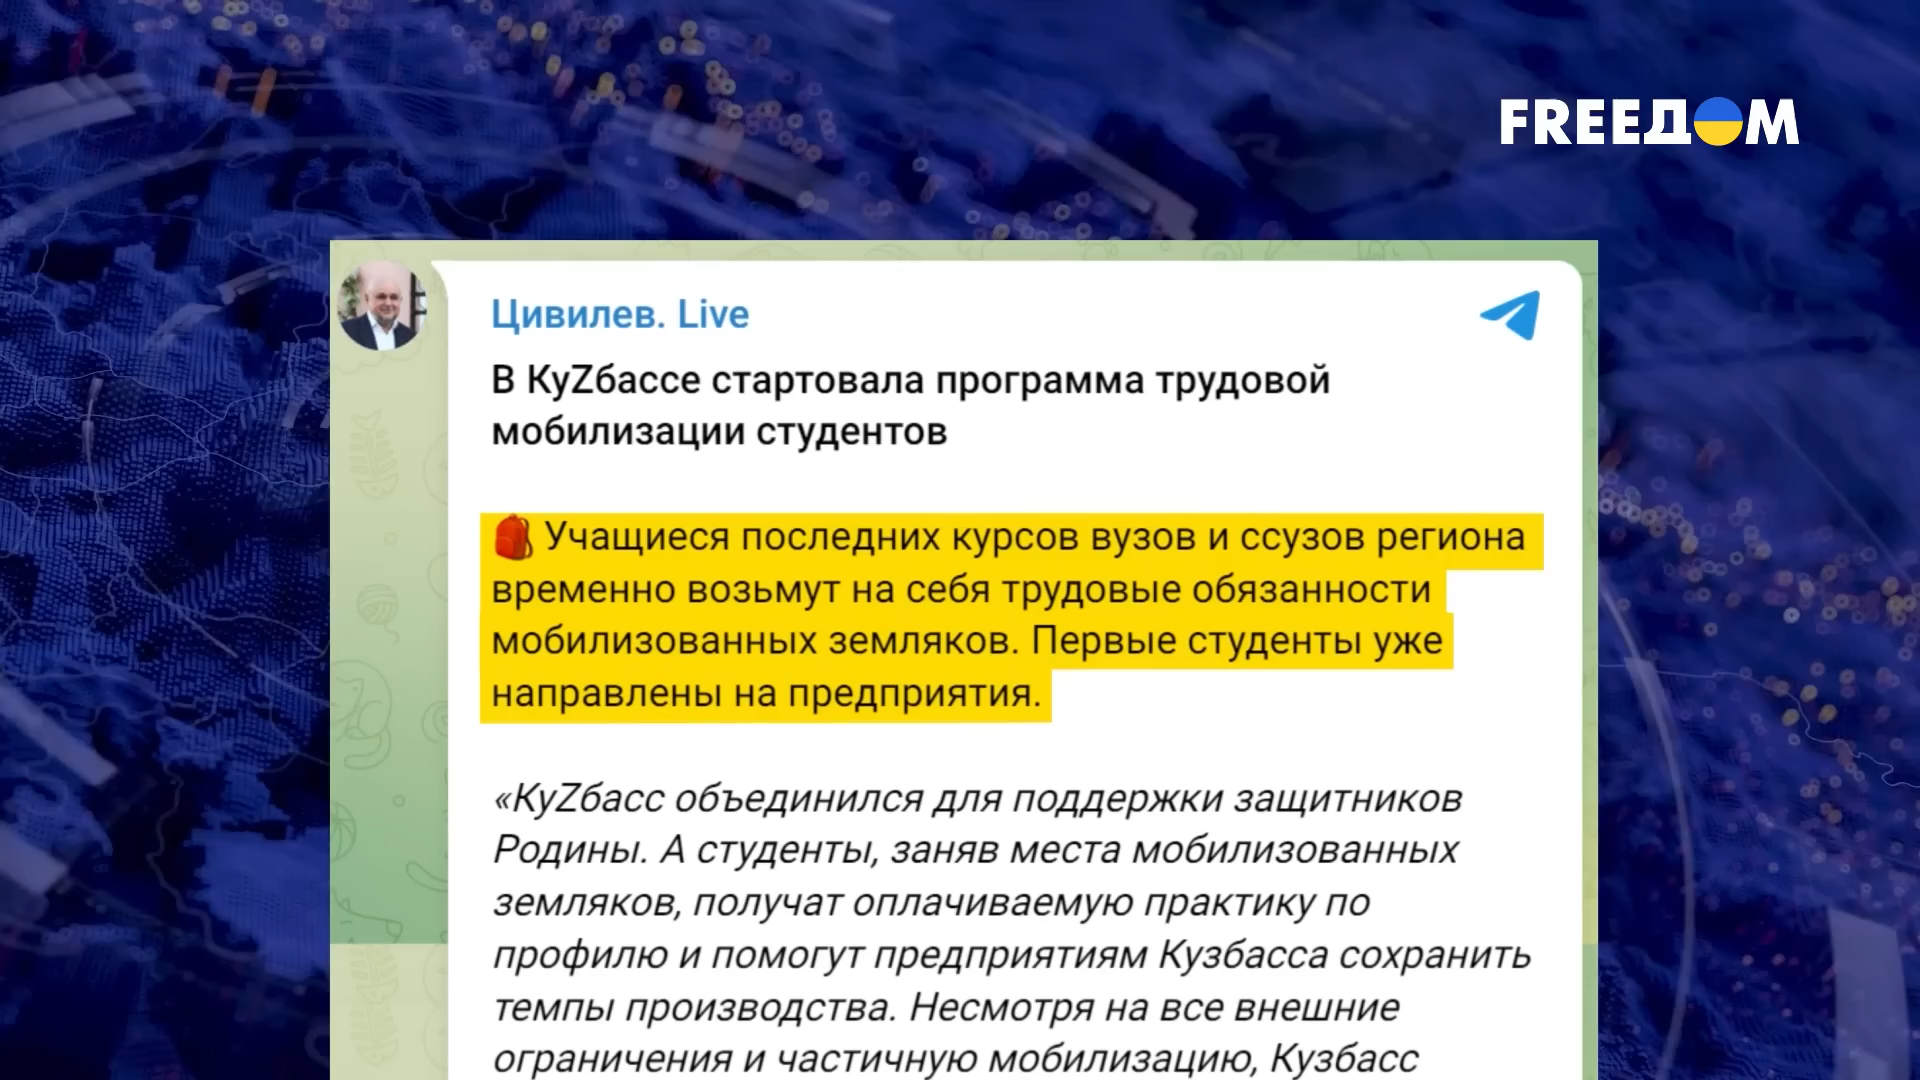 FREEДOM
Цивилев. Live
В КуZбассе стартовала программа трудовой
мобилизации студентов
Учащиеся последних курсов вузов и ссузов региона
временно возьмут на себя трудовые обязанности
мобилизованных земляков. Первые студенты уже
направлены на предприятия.
«КуZбасс объединился для поддержки защитников
Родины. А студенты, заняв места мобилизованных
земляков, получат оплачиваемую практику по
профилю и помогут предприятиям Кузбасса сохранить
темпы производства. Несмотря на все внешние
ограничения и частичную мобилизацию, Кузбасс